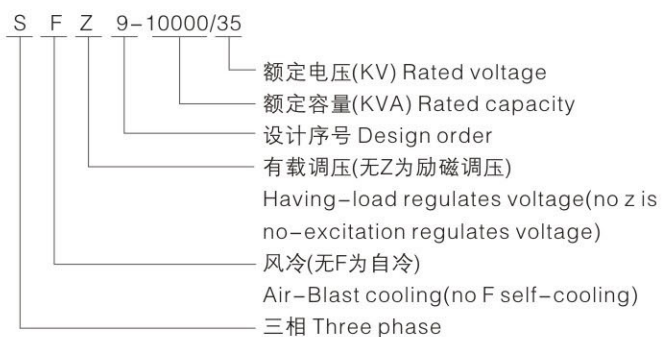 S F Z 9-10000/35
额定电压(KV) Rated voltage
额定容量(KVA) Rated capacity
设计序号 Design order
有载调压(无Z为励磁调压)
Having-load regulates voltage(no z is
no-excitation regulates voltage)
风冷(无F为自冷)
Air-Blast cooling(no F self-cooling)
三相 Three phase